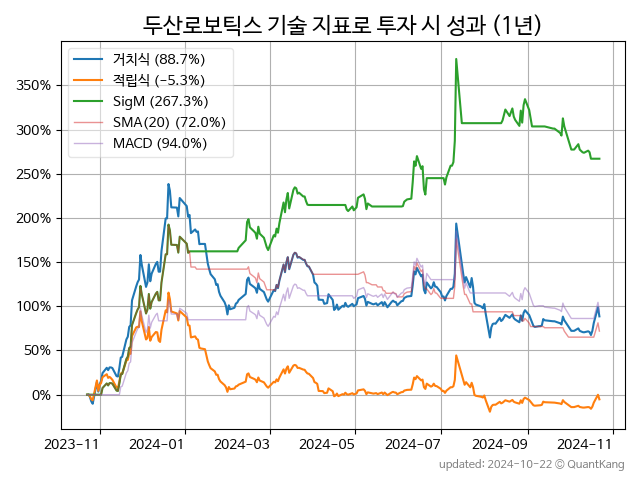 두산로보틱스 기술 지표로 투자 시 성과 (1년)
거치식 (88.7%)
적립식 (-5.3%)
SigM (267.3%)
SMA(20) (72.0%)
MACD (94.0%)
350%
300%
250%
200%
150%
100%
50%
0%
2023-11 2024-01 2024-03 2024-05 2024-07 2024-09 2024-11
updated: 2024-10-22 © QuantKang